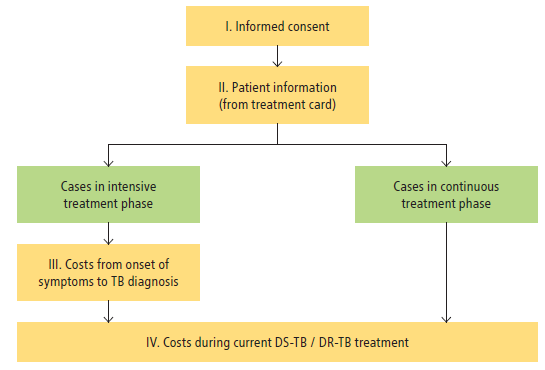 I. Informed consent
II. Patient information
(from treatment card)
Cases in intensive
treatment phase
Cases in continuous
treatment phase
III. Costs from onset of
symptoms to TB diagnosis
IV. Costs during current DS-TB / DR-TB treatment